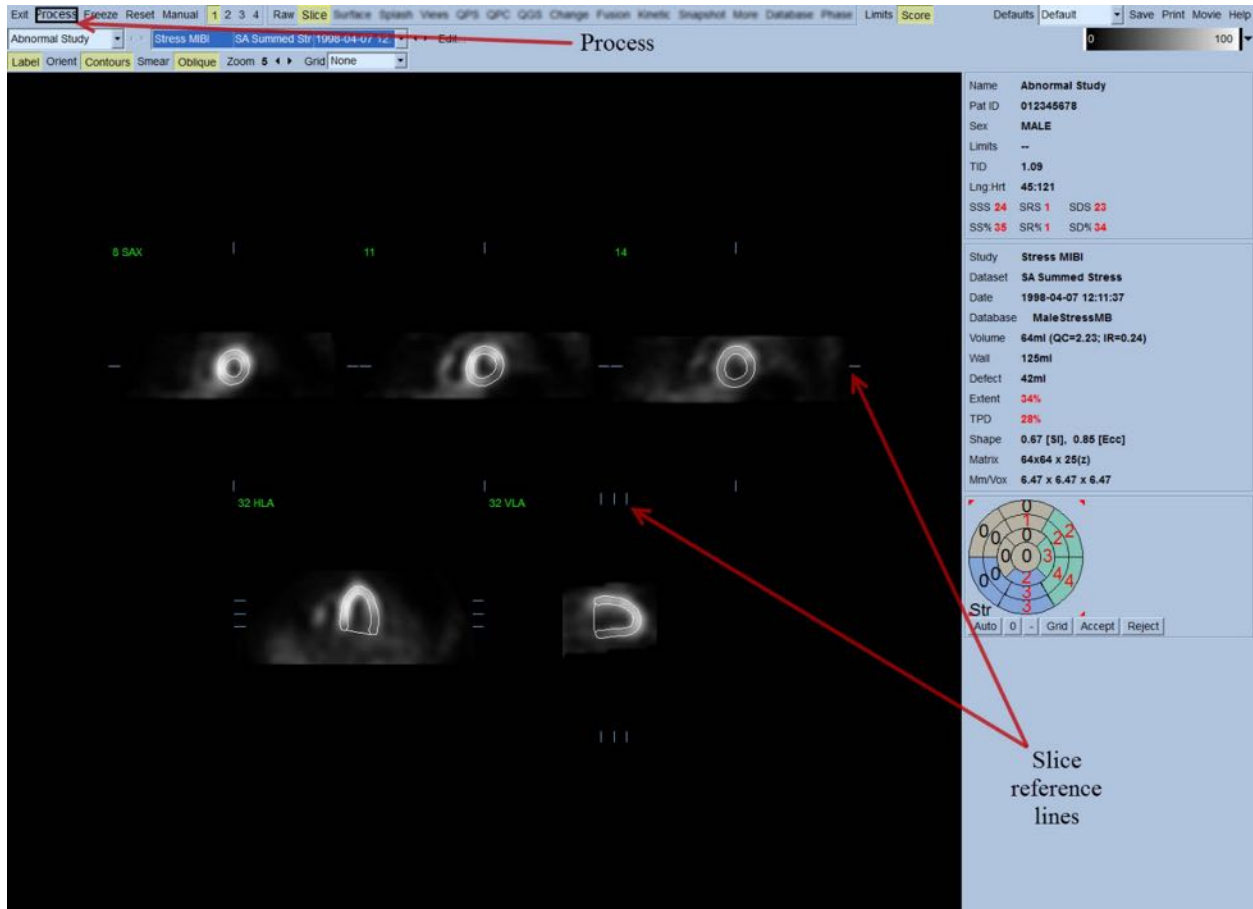 Exit Process Freeze Reset Manual 1 2 3 4 Raw Slice Surface Splash Views QPS QPC QGS Change Fusion Kinetic Snapshot More Database Phase Limits Score Defaults Default Save Print Movie Help
Abnormal Study Stress MIBI SA Summed Str 1998-04-07 12: Edit... Process 0 100
Label Orient Contours Smear Oblique Zoom 5 Grid None
Name Abnormal Study
Pat ID 012345678
Sex MALE
Limits --
TID 1.09
Lng:Hrt 45:121
SSS 24 SRS 1 SDS 23
SS% 35 SR% 1 SD% 34
8 SAX 11 14
Study Stress MIBI
Dataset SA Summed Stress
Date 1998-04-07 12:11:37
Database MaleStressMB
Volume 64ml (QC=2.23; IR=0.24)
Wall 125ml
Defect 42ml
Extent 34%
TPD 28%
Shape 0.67 [SI], 0.85 [Ecc]
Matrix 64x64 x 25(z)
Mm/Vox 6.47 x 6.47 x 6.47
32 HLA 32 VLA
0
1
0 0 0 2 2
0 0 3
0 0 2 4 4
3
3
Str
Auto 0 - Grid Accept Reject
Slice
reference
lines